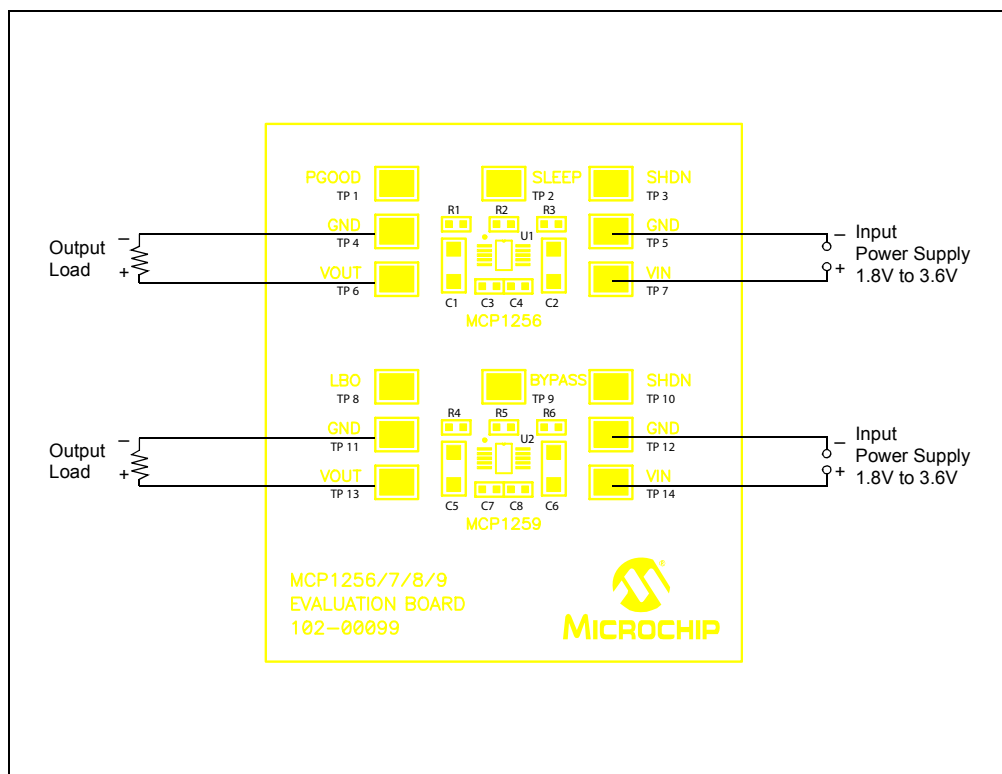 PGOOD
TP 1
SLEEP
TP 2
SHDN
TP 3
R1
R2
R3
U1
GND
TP 4
GND
TP 5
Output
Load
–
+
VOUT
TP 6
VIN
TP 7
– Input
Power Supply
+ 1.8V to 3.6V
C1
C3
C4
C2
MCP1256
LBO
TP 8
BYPASS
TP 9
SHDN
TP 10
R4
R5
R6
U2
GND
TP 11
GND
TP 12
Output
Load
–
+
VOUT
TP 13
VIN
TP 14
– Input
Power Supply
+ 1.8V to 3.6V
C5
C7
C8
C6
MCP1259
MCP1256/7/8/9
EVALUATION BOARD
102-00099
®
MICROCHIP